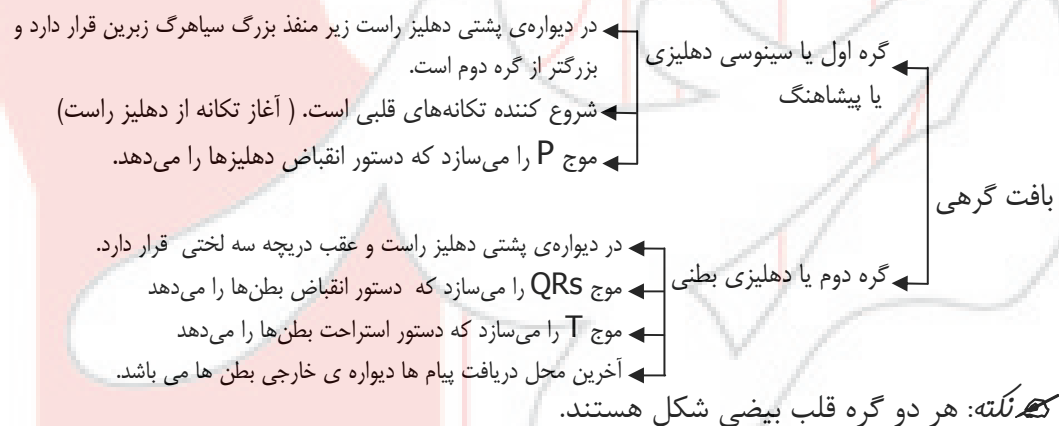 بافت گرهی
گره اول یا سینوسی دهلیزی
یا پیشاهنگ
در دیواره‌ی پشتی دهلیز راست زیر منفذ بزرگ سیاهرگ زبرین قرار دارد و
بزرگتر از گره دوم است.
شروع کننده تکانه‌های قلبی است. ( آغاز تکانه از دهلیز راست)
موج P را می‌سازد که دستور انقباض دهلیزها را می‌دهد.
گره دوم یا دهلیزی بطنی
در دیواره‌ی پشتی دهلیز راست و عقب دریچه سه لختی قرار دارد.
موج QRs را می‌سازد که دستور انقباض بطن‌ها را می‌دهد
موج T را می‌سازد که دستور استراحت بطن‌ها را می‌دهد
آخرین محل دریافت پیام ها دیواره ی خارجی بطن ها می باشد.
نکته: هر دو گره قلب بیضی شکل هستند.